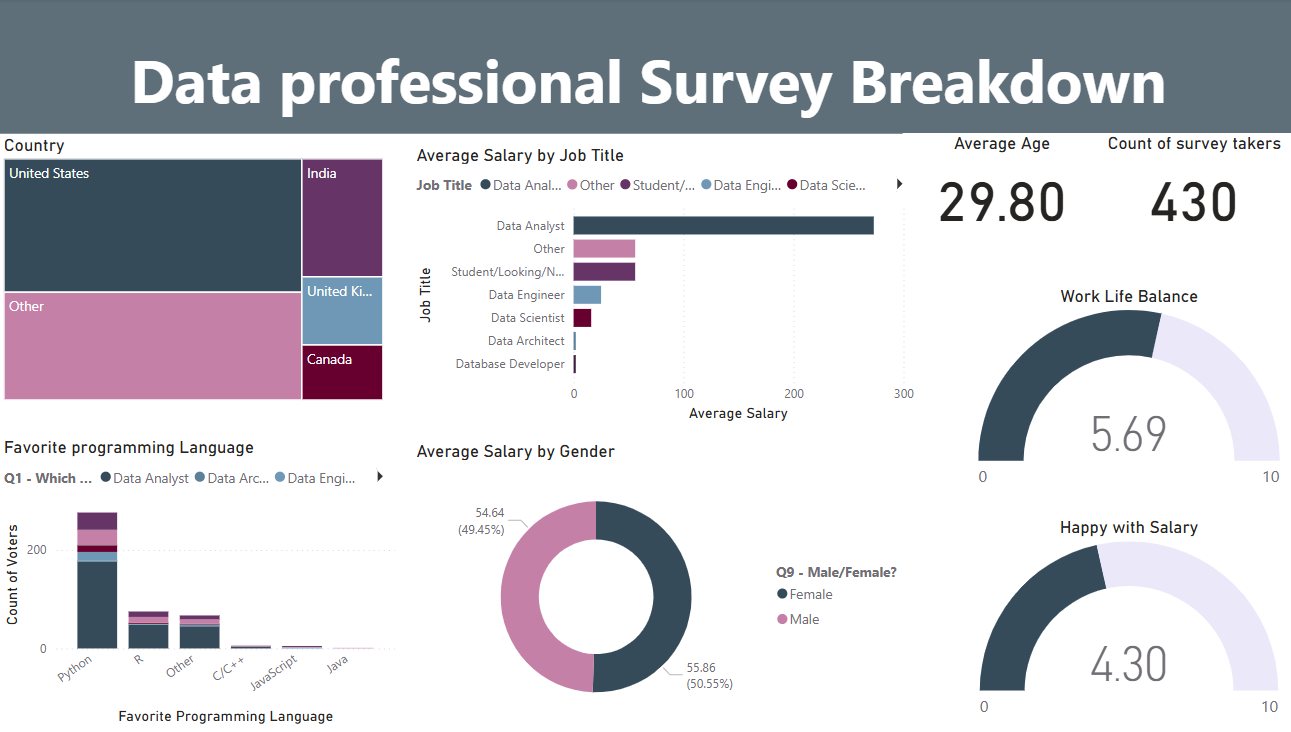 Data professional Survey Breakdown
Country
United States
India
Other
United Ki...
Canada
Average Salary by Job Title
Job Title Data Anal... Other Student/... Data Engi... Data Scie...
Job Title
Data Analyst
Other
Student/Looking/N...
Data Engineer
Data Scientist
Data Architect
Database Developer
0 100 200 300
Average Salary
Average Age
29.80
Count of survey takers
430
Work Life Balance
5.69
0 10
Favorite programming Language
Q1 - Which ... Data Analyst Data Arc... Data Engi...
Count of Voters
200
0
Python R Other C/C++ JavaScript Java
Favorite Programming Language
Average Salary by Gender
54.64
(49.45%)
55.86
(50.55%)
Q9 - Male/Female?
Female
Male
Happy with Salary
4.30
0 10